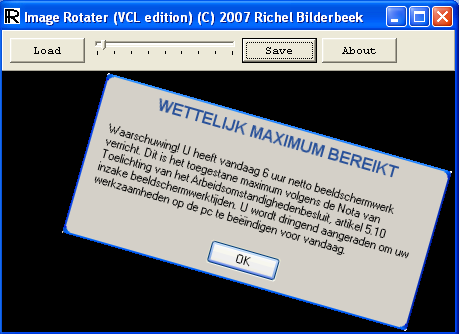 Image Rotater (VCL edition) (C) 2007 Richel Bilderbeek
Load
Save
About
WETTELIJK MAXIMUM BEREIKT
Waarschuwing! U heeft vandaag 6 uur netto beeldschermwerk
verricht. Dit is het toegestane maximum volgens de Nota van
Toelichting van het Arbeidsomstandighedenbesluit, artikel 5.10
inzake beeldschermwerktijden. U wordt dringend aangeraden om uw
werkzaamheden op de pc te beëindigen voor vandaag.
OK